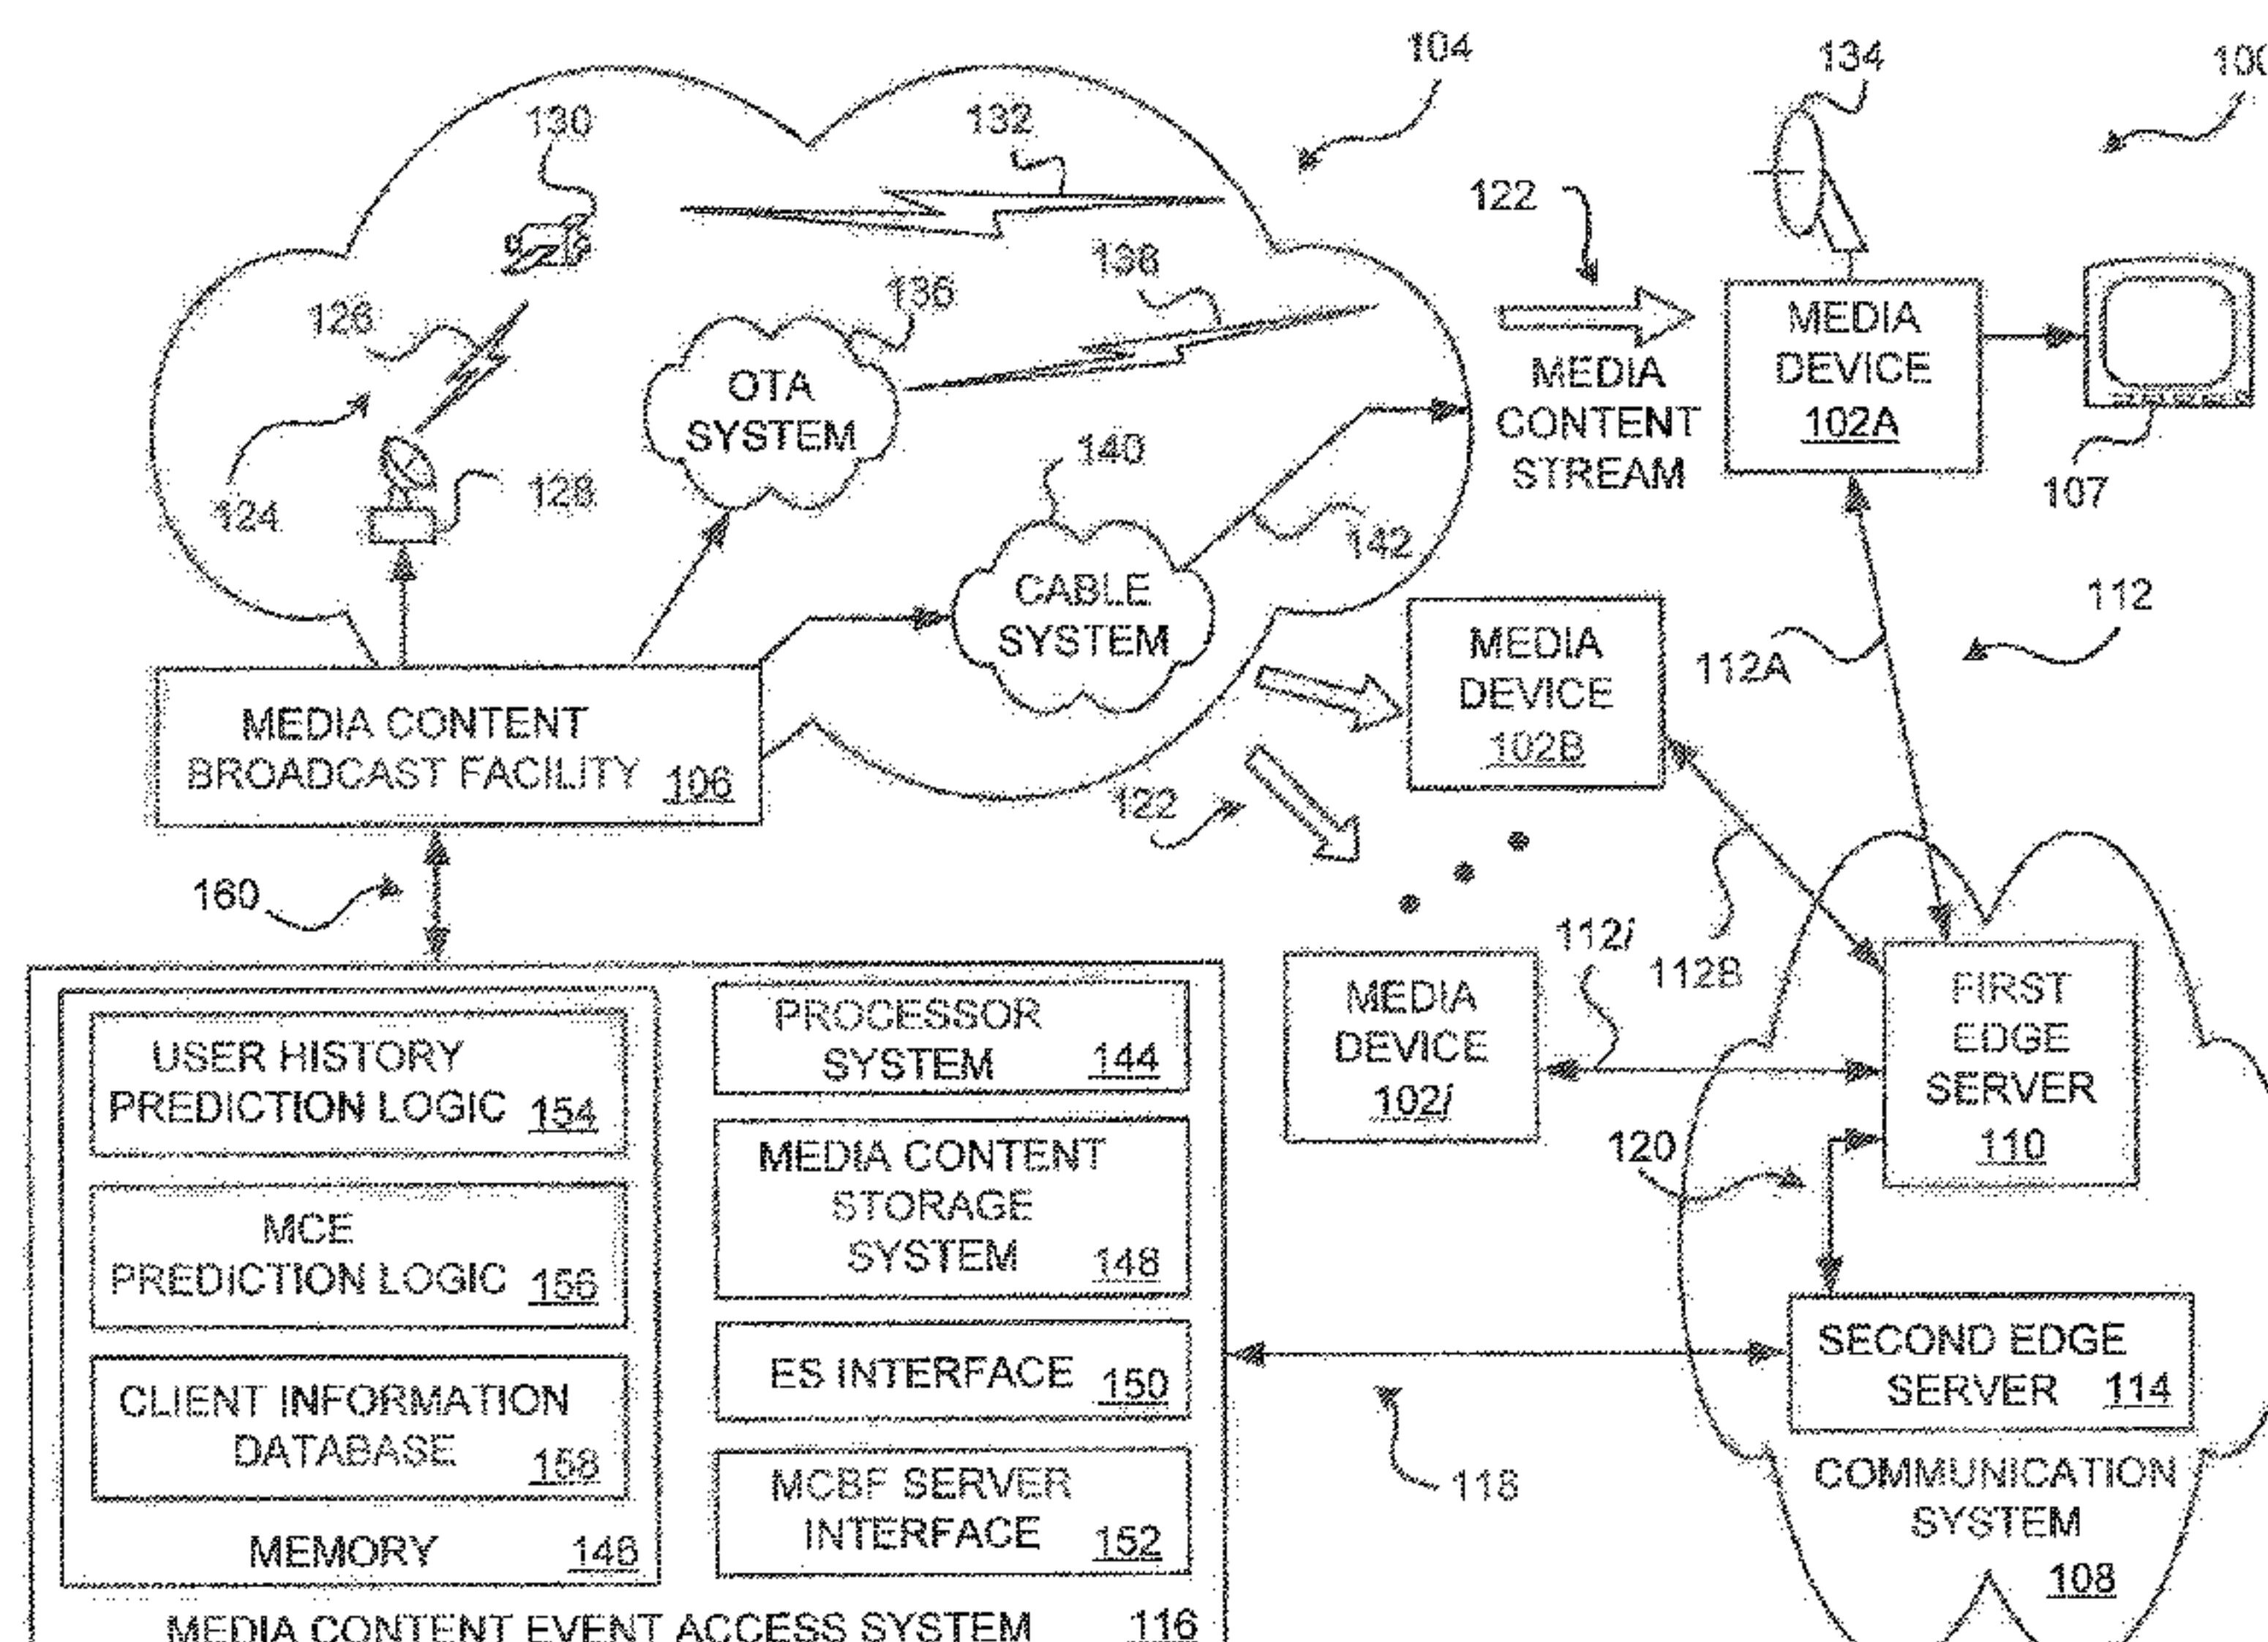 104
134
100
130
132
122
126
136
138
OTA
SYSTEM
MEDIA
CONTENT
STREAM
MEDIA
DEVICE
102A
107
124
128
140
142
CABLE
SYSTEM
112
112A
MEDIA
DEVICE
102B
MEDIA CONTENT
BROADCAST FACILITY 106
122
160
112i
112B
MEDIA
DEVICE
102i
FIRST
EDGE
SERVER
110
120
USER HISTORY
PREDICTION LOGIC 154
MCE
PREDICTION LOGIC 156
CLIENT INFORMATION
DATABASE 158
MEMORY 146
PROCESSOR
SYSTEM 144
MEDIA CONTENT
STORAGE
SYSTEM 148
ES INTERFACE 150
MCBF SERVER
INTERFACE 152
MEDIA CONTENT EVENT ACCESS SYSTEM 116
118
SECOND EDGE
SERVER 114
COMMUNICATION
SYSTEM
108